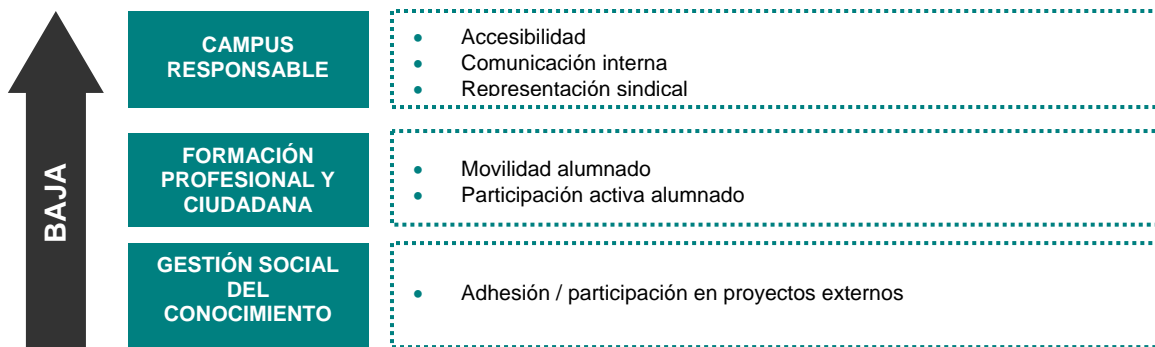 BAJA
CAMPUS
RESPONSABLE
• Accesibilidad
• Comunicación interna
• Representación sindical
FORMACIÓN
PROFESIONAL Y
CIUDADANA
• Movilidad alumnado
• Participación activa alumnado
GESTIÓN SOCIAL
DEL
CONOCIMIENTO
• Adhesión / participación en proyectos externos